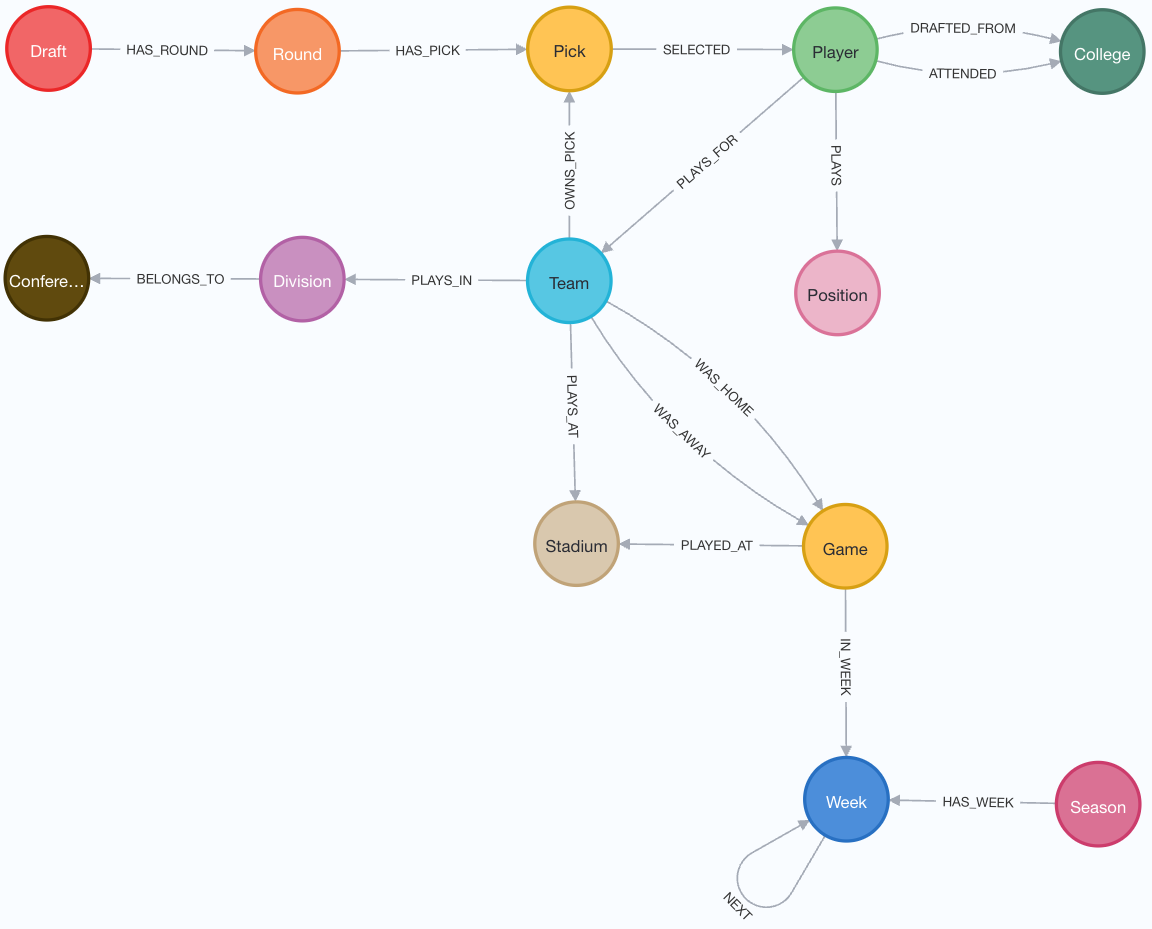 Draft
HAS_ROUND
Round
HAS_PICK
Pick
SELECTED
Player
DRAFTED_FROM
ATTENDED
College
OWNS_PICK
PLAYS_FOR
PLAYS
Confere...
BELONGS_TO
Division
PLAYS_IN
Team
Position
PLAYS_AT
WAS_AWAY
WAS_HOME
Stadium
PLAYED_AT
Game
IN_WEEK
Week
HAS_WEEK
Season
NEXT